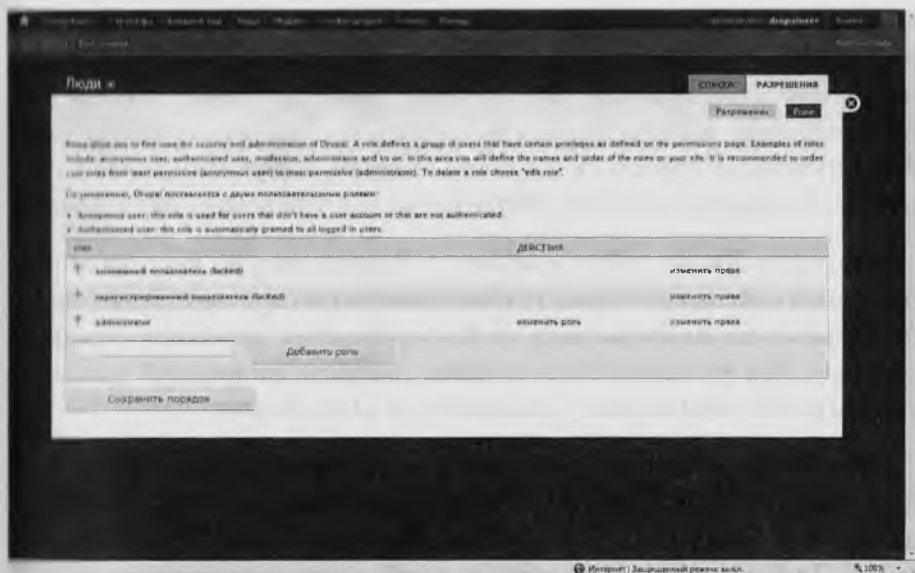 drupaluser
Люди
СПИСОК РАЗРЕШЕНИЯ
Разрешения Роли
Roles allow you to fine tune the security and administration of Drupal. A role defines a group of users that have certain privileges as defined on the permissions page. Examples of roles
include: anonymous user, authenticated user, moderator, administrator and so on. In this area you will define the names and order of the roles on your site. It is recommended to order
your roles from least permissive (anonymous user) to most permissive (administrator). To delete a role choose "edit role".
По умолчанию, Drupal поставляется с двумя пользовательскими ролями:
Anonymous user: this role is used for users that don't have a user account or that are not authenticated.
Authenticated user: this role is automatically granted to all logged in users.
ИМЯ ДЕЙСТВИЯ
анонимный пользователь (locked) изменить права
зарегистрированный пользователь (locked) изменить права
administrator изменить роль изменить права
Добавить роль
Сохранить порядок
Интернет | Защищенный режим: выкл. 100%